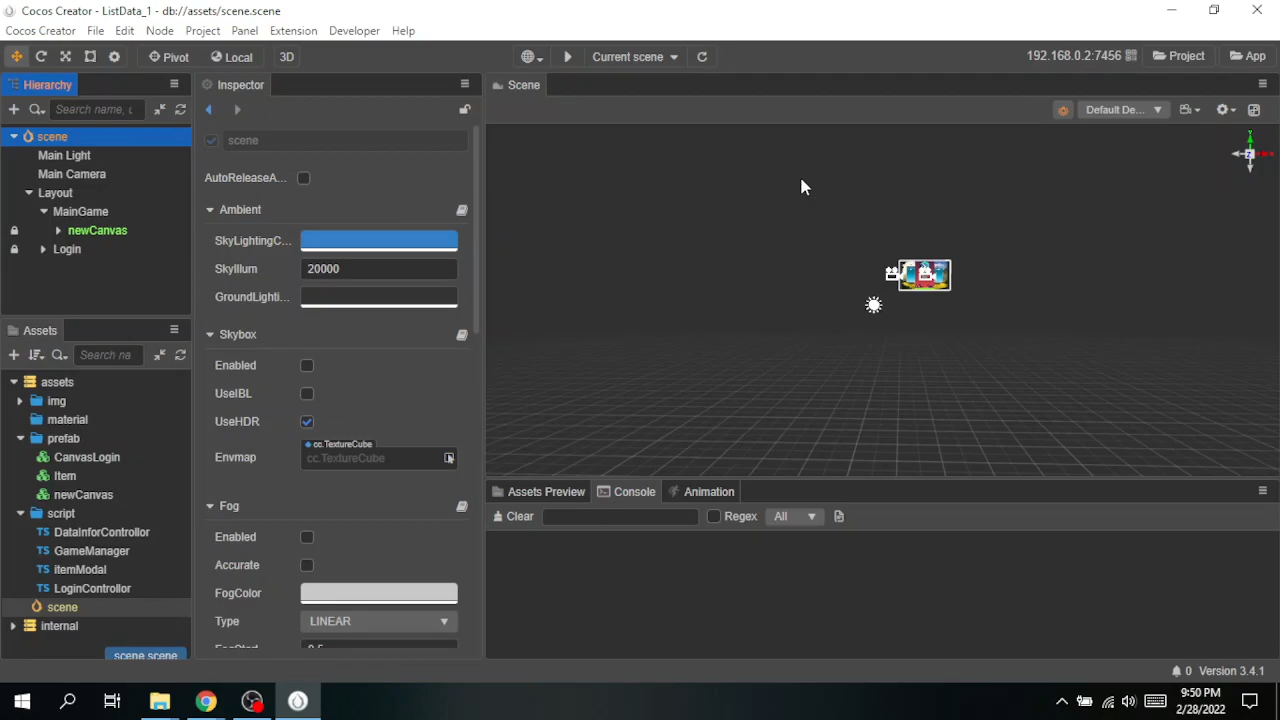 Cocos Creator - ListData_1 - db://assets/scene.scene
Cocos Creator File Edit Node Project Panel Extension Developer Help
Pivot Local 3D Current scene 192.168.0.2:7456 Project App
Hierarchy
Search name, u
scene
Main Light
Main Camera
Layout
MainGame
newCanvas
Login
Assets
Search na
assets
img
material
prefab
CanvasLogin
Item
newCanvas
script
DataInforControllor
GameManager
itemModal
LoginControllor
scene
internal
scene scene
Inspector
scene
AutoReleaseA...
Ambient
SkyLightingC...
SkyIllum 20000
GroundLighti...
Skybox
Enabled
UseIBL
UseHDR
cc.TextureCube
Envmap cc.TextureCube
Fog
Enabled
Accurate
FogColor
Type LINEAR
Scene
Default De...
Y
Z
Assets Preview Console Animation
Clear Regex All
0 Version 3.4.1
9:50 PM
2/28/2022